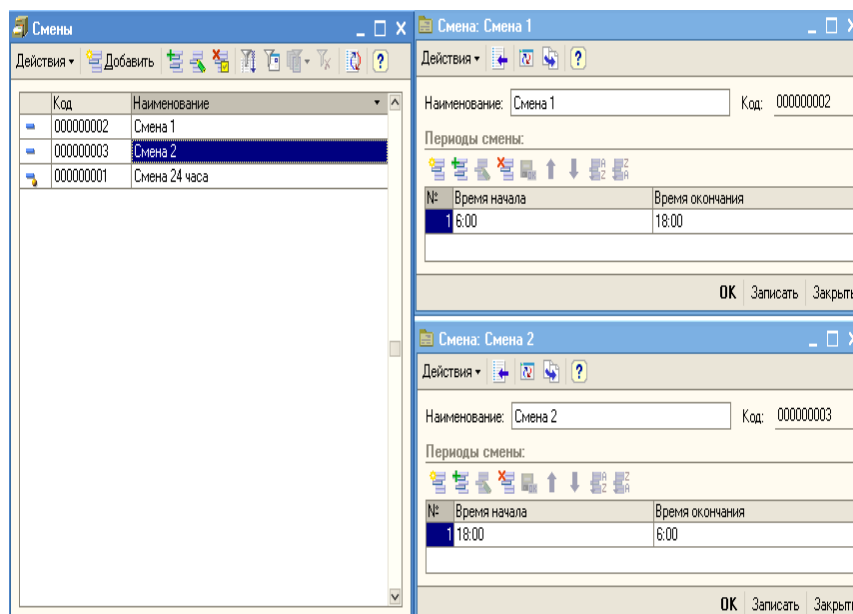 Смены
Действия Добавить
Код Наименование
000000002 Смена 1
000000003 Смена 2
000000001 Смена 24 часа
Смена: Смена 1
Действия
Наименование: Смена 1 Код: 000000002
Периоды смены:
№ Время начала Время окончания
1 6:00 18:00
OK Записать Закрыть
Смена: Смена 2
Действия
Наименование: Смена 2 Код: 000000003
Периоды смены:
№ Время начала Время окончания
1 18:00 6:00
OK Записать Закрыть